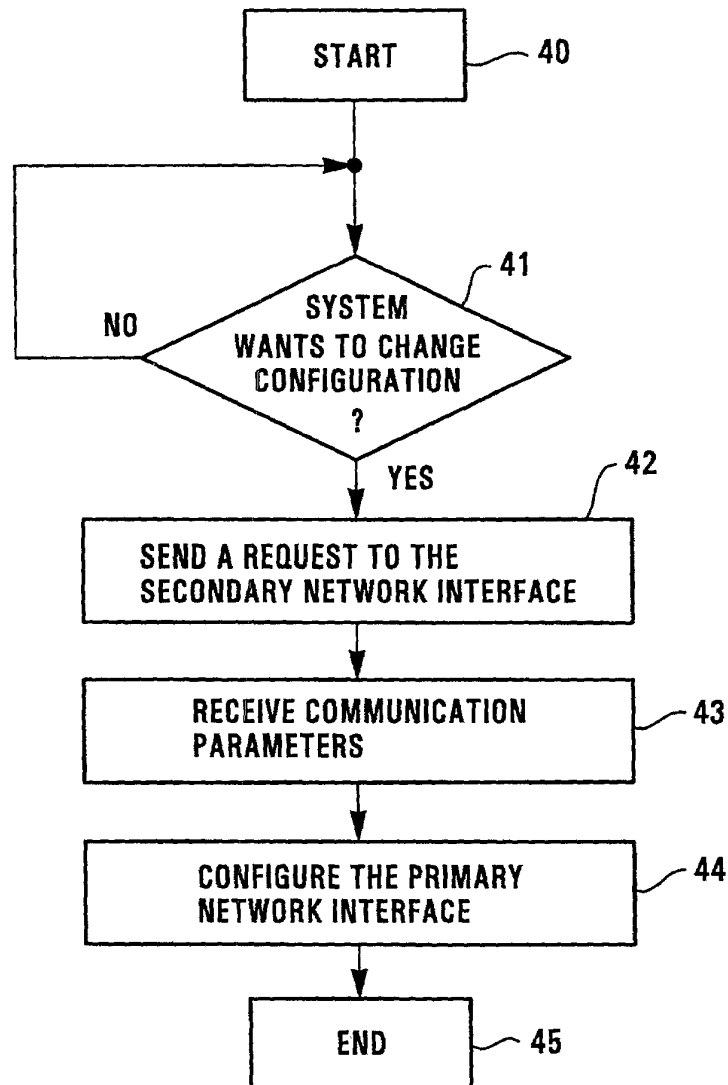 START
40
41
SYSTEM
WANTS TO CHANGE
CONFIGURATION
?
NO
YES
42
SEND A REQUEST TO THE
SECONDARY NETWORK INTERFACE
RECEIVE COMMUNICATION
PARAMETERS
43
CONFIGURE THE PRIMARY
NETWORK INTERFACE
44
END
45